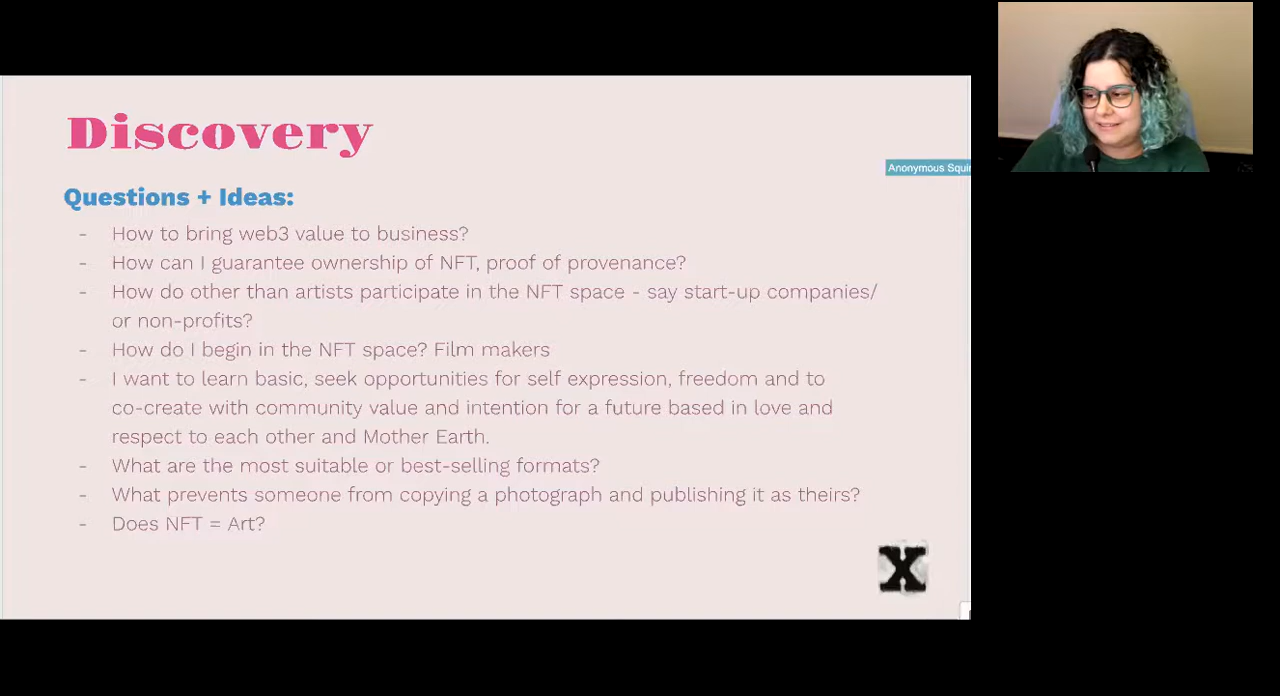 Discovery
Anonymous Squir
Questions + Ideas:
- How to bring web3 value to business?
- How can I guarantee ownership of NFT, proof of provenance?
- How do other than artists participate in the NFT space - say start-up companies/
or non-profits?
- How do I begin in the NFT space? Film makers
- I want to learn basic, seek opportunities for self expression, freedom and to
co-create with community value and intention for a future based in love and
respect to each other and Mother Earth.
- What are the most suitable or best-selling formats?
- What prevents someone from copying a photograph and publishing it as theirs?
- Does NFT = Art?
X